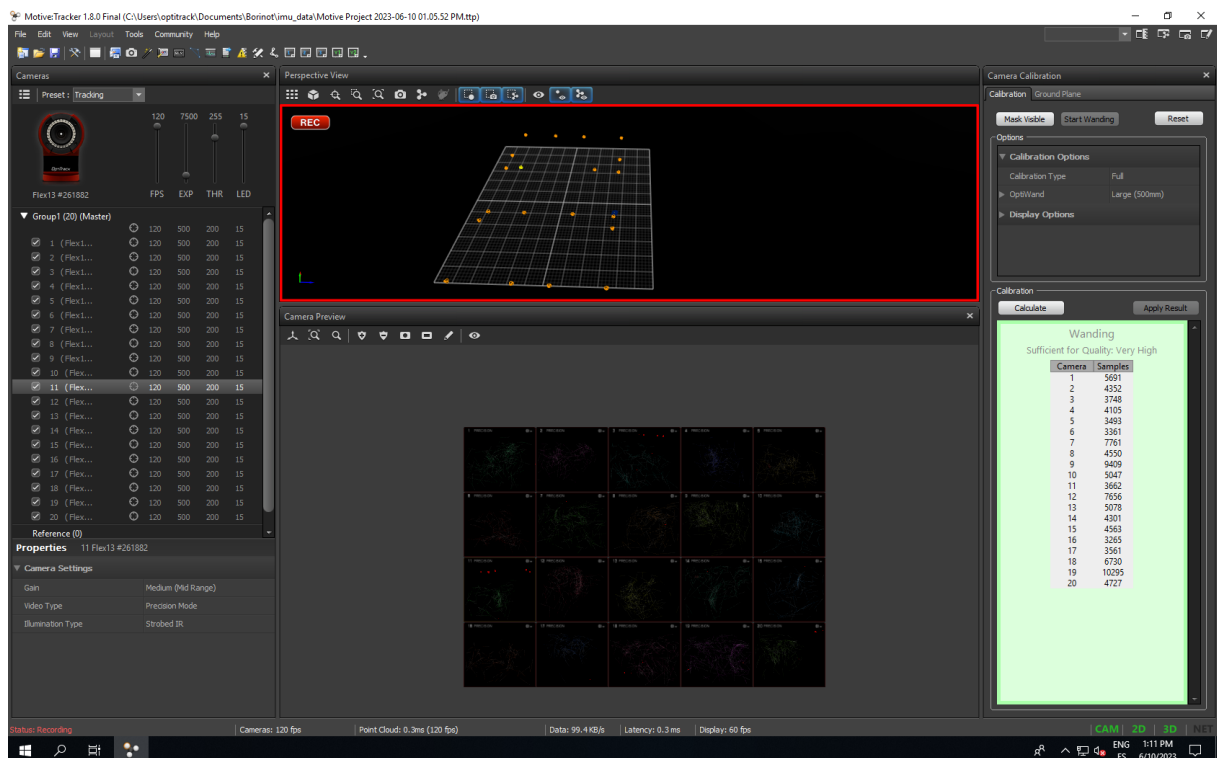 Motive:Tracker 1.8.0 Final (C:\Users\optitrack\Documents\Borinot\imu_data\Motive Project 2023-06-10 01.05.52 PM.ttp)
File Edit View Layout Tools Community Help
Cameras
Preset : Tracking
120 7500 255 15
OptiTrack
Flex13 #261882
FPS EXP THR LED
Group1 (20) (Master)
120 500 200 15
1 (Flex1... 120 500 200 15
2 (Flex1... 120 500 200 15
3 (Flex1... 120 500 200 15
4 (Flex1... 120 500 200 15
5 (Flex1... 120 500 200 15
6 (Flex1... 120 500 200 15
7 (Flex1... 120 500 200 15
8 (Flex1... 120 500 200 15
9 (Flex1... 120 500 200 15
10 (Flex... 120 500 200 15
11 (Flex... 120 500 200 15
12 (Flex... 120 500 200 15
13 (Flex... 120 500 200 15
14 (Flex... 120 500 200 15
15 (Flex... 120 500 200 15
16 (Flex... 120 500 200 15
17 (Flex... 120 500 200 15
18 (Flex... 120 500 200 15
19 (Flex... 120 500 200 15
20 (Flex... 120 500 200 15
Reference (0)
Properties 11 Flex13 #261882
Camera Settings
Gain Medium (Mid Range)
Video Type Precision Mode
Illumination Type Strobed IR
Perspective View
REC
Camera Preview
Camera Calibration
Calibration Ground Plane
Mask Visible Start Wanding Reset
Options
Calibration Options
Calibration Type Full
OptiWand Large (500mm)
Display Options
Calibration
Calculate Apply Result
Wanding
Sufficient for Quality: Very High
Camera Samples
1 5691
2 4352
3 3748
4 4105
5 3493
6 3361
7 7761
8 4550
9 9409
10 5047
11 3662
12 7656
13 5078
14 4301
15 4563
16 3265
17 3561
18 6730
19 10295
20 4727
Status: Recording Cameras: 120 fps Point Cloud: 0.3ms (120 fps) Data: 99.4 KB/s Latency: 0.3 ms Display: 60 fps CAM 2D 3D NET
ENG 1:11 PM
ES 6/10/2023